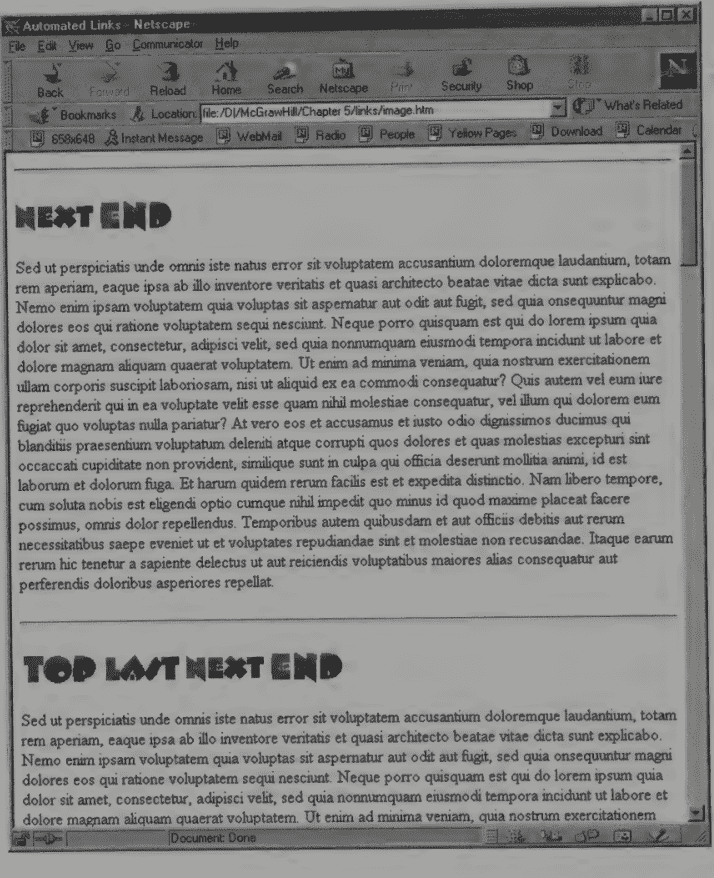 Automated Links - Netscape
File Edit View Go Communicator Help
Back Forward Reload Home Search Netscape Print Security Shop Stop
N
Bookmarks Location: file:/D|/McGrawHill/Chapter 5/links/image.htm What's Related
658x648 Instant Message WebMail Radio People Yellow Pages Download Calendar
NEXT END
Sed ut perspiciatis unde omnis iste natus error sit voluptatem accusantium doloremque laudantium, totam
rem aperiam, eaque ipsa ab illo inventore veritatis et quasi architecto beatae vitae dicta sunt explicabo.
Nemo enim ipsam voluptatem quia voluptas sit aspernatur aut odit aut fugit, sed quia onsequuntur magni
dolores eos qui ratione voluptatem sequi nesciunt. Neque porro quisquam est qui do lorem ipsum quia
dolor sit amet, consectetur, adipisci velit, sed quia nonnumquam eiusmodi tempora incidunt ut labore et
dolore magnam aliquam quaerat voluptatem. Ut enim ad minima veniam, quia nostrum exercitationem
ullam corporis suscipit laboriosam, nisi ut aliquid ex ea commodi consequatur? Quis autem vel eum iure
reprehenderit qui in ea voluptate velit esse quam nihil molestiae consequatur, vel illum qui dolorem eum
fugiat quo voluptas nulla pariatur? At vero eos et accusamus et iusto odio dignissimos ducimus qui
blanditiis praesentium voluptatum deleniti atque corrupti quos dolores et quas molestias excepturi sint
occaccati cupiditate non provident, similique sunt in culpa qui officia deserunt mollitia animi, id est
laborum et dolorum fuga. Et harum quidem rerum facilis est et expedita distinctio. Nam libero tempore,
cum soluta nobis est eligendi optio cumque nihil impedit quo minus id quod maxime placeat facere
possimus, omnis dolor repellendus. Temporibus autem quibusdam et aut officiis debitis aut rerum
necessitatibus saepe eveniet ut et voluptates repudiandae sint et molestiae non recusandae. Itaque earum
rerum hic tenetur a sapiente delectus ut aut reiciendis voluptatibus maiores alias consequatur aut
perferendis doloribus asperiores repellat.
TOP LAST NEXT END
Sed ut perspiciatis unde omnis iste natus error sit voluptatem accusantium doloremque laudantium, totam
rem aperiam, eaque ipsa ab illo inventore veritatis et quasi architecto beatae vitae dicta sunt explicabo.
Nemo enim ipsam voluptatem quia voluptas sit aspernatur aut odit aut fugit, sed quia onsequuntur magni
dolores eos qui ratione voluptatem sequi nesciunt. Neque porro quisquam est qui do lorem ipsum quia
dolor sit amet, consectetur, adipisci velit, sed quia nonnumquam eiusmodi tempora incidunt ut labore et
dolore magnam aliquam quaerat voluptatem. Ut enim ad minima veniam, quia nostrum exercitationem
Document: Done